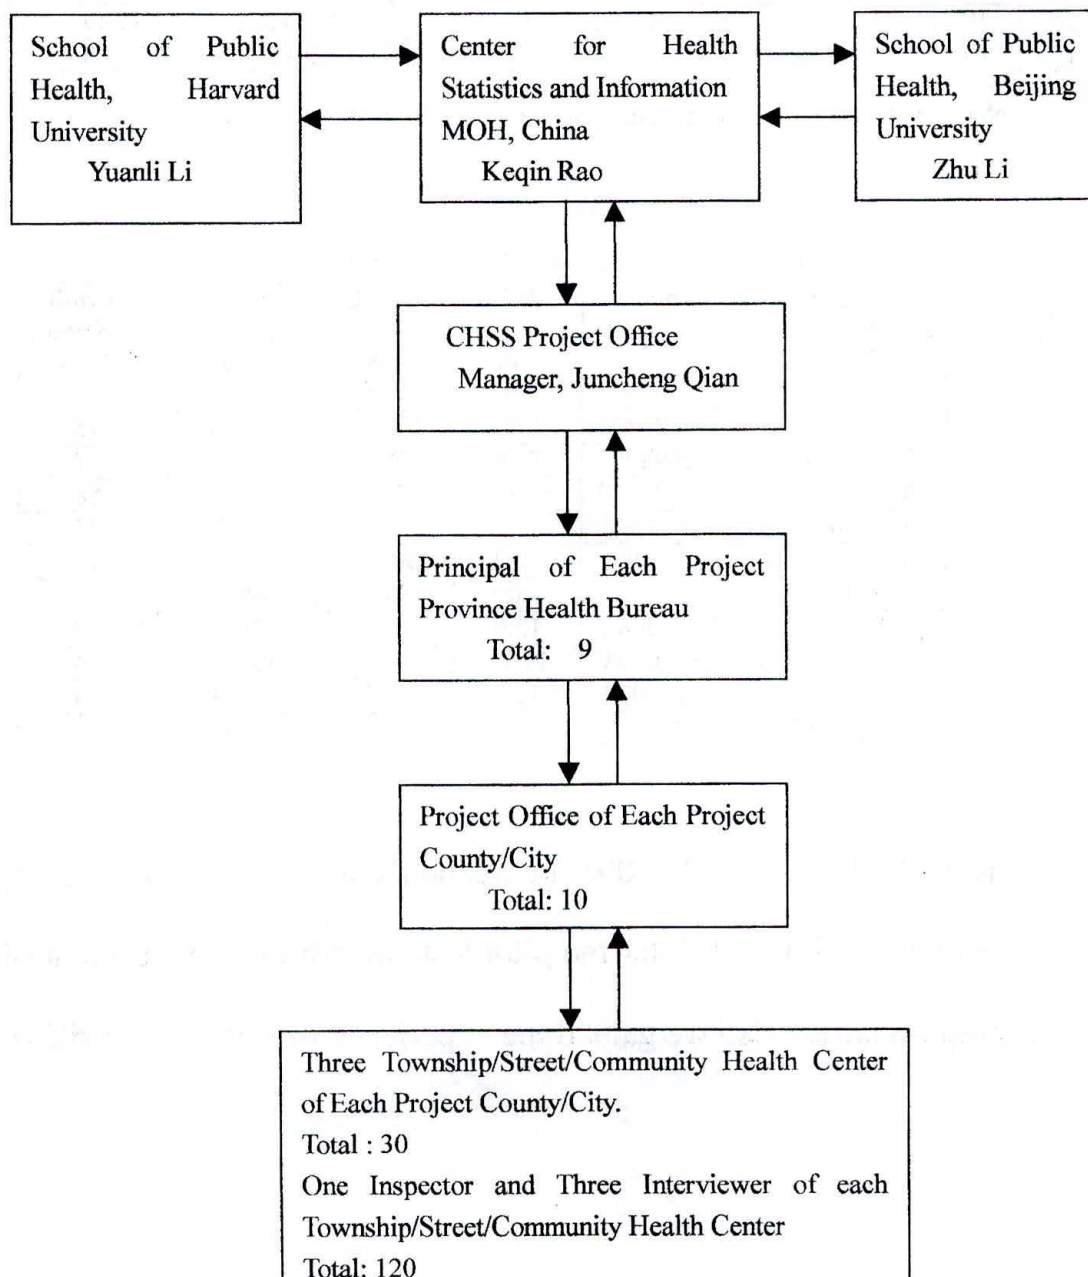 School of Public
Health, Harvard
University
Yuanli Li
Center for Health
Statistics and Information
MOH, China
Keqin Rao
School of Public
Health, Beijing
University
Zhu Li
CHSS Project Office
Manager, Juncheng Qian
Principal of Each Project
Province Health Bureau
Total: 9
Project Office of Each Project
County/City
Total: 10
Three Township/Street/Community Health Center
of Each Project County/City.
Total : 30
One Inspector and Three Interviewer of each
Township/Street/Community Health Center
Total: 120